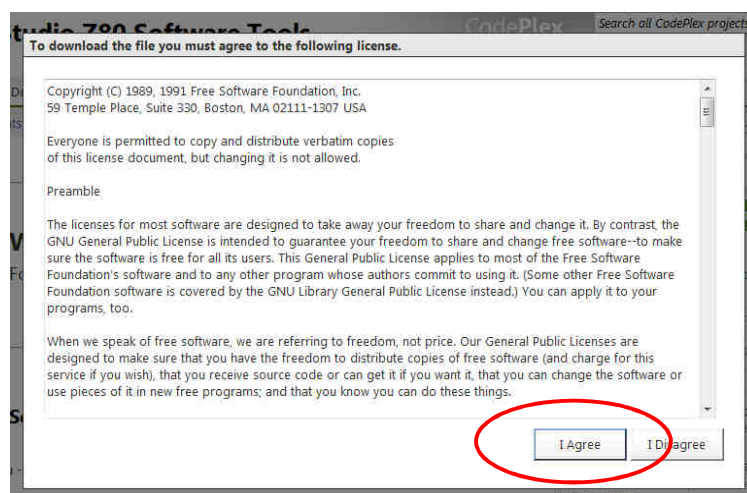 Studio Z80 Software Tools
CodePlex
Search all CodePlex projects
To download the file you must agree to the following license.
Copyright (C) 1989, 1991 Free Software Foundation, Inc.
59 Temple Place, Suite 330, Boston, MA 02111-1307 USA
Everyone is permitted to copy and distribute verbatim copies
of this license document, but changing it is not allowed.
Preamble
The licenses for most software are designed to take away your freedom to share and change it. By contrast, the
GNU General Public License is intended to guarantee your freedom to share and change free software--to make
sure the software is free for all its users. This General Public License applies to most of the Free Software
Foundation's software and to any other program whose authors commit to using it. (Some other Free Software
Foundation software is covered by the GNU Library General Public License instead.) You can apply it to your
programs, too.
When we speak of free software, we are referring to freedom, not price. Our General Public Licenses are
designed to make sure that you have the freedom to distribute copies of free software (and charge for this
service if you wish), that you receive source code or can get it if you want it, that you can change the software or
use pieces of it in new free programs; and that you know you can do these things.
I Agree
I Disagree